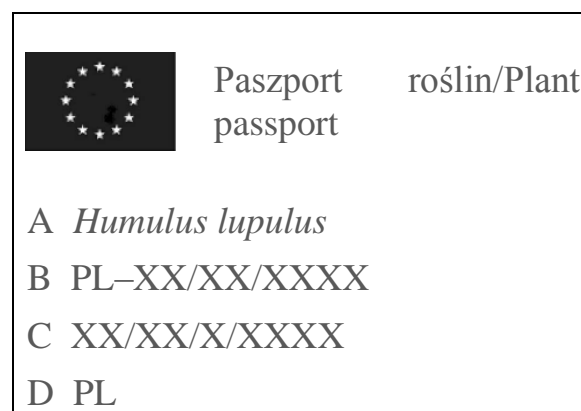 Paszport roślin/Plant
passport
A Humulus lupulus
B PL–XX/XX/XXXX
C XX/XX/X/XXXX
D PL